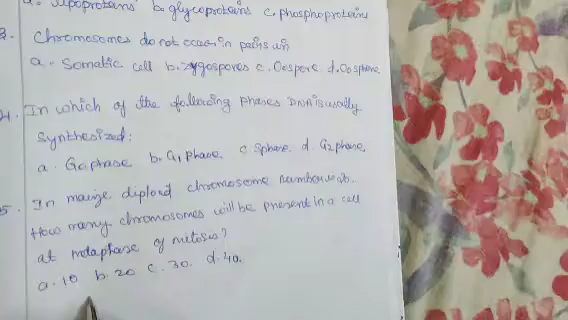 a. lipoproteins b. glycoproteins c. phosphoproteins
3. Chromosomes do not occur in pairs in
a. Somatic cell b. zygospores c. Oospore d. Oosphere
4. In which of the following phases DNA is usually
synthesized:
a. G0 phase b. G1 phase c. S phase d. G2 phase
5. In maize diploid chromosome number is 20.
How many chromosomes will be present in a cell
at metaphase of mitosis?
a. 10 b. 20 c. 30. d. 40.